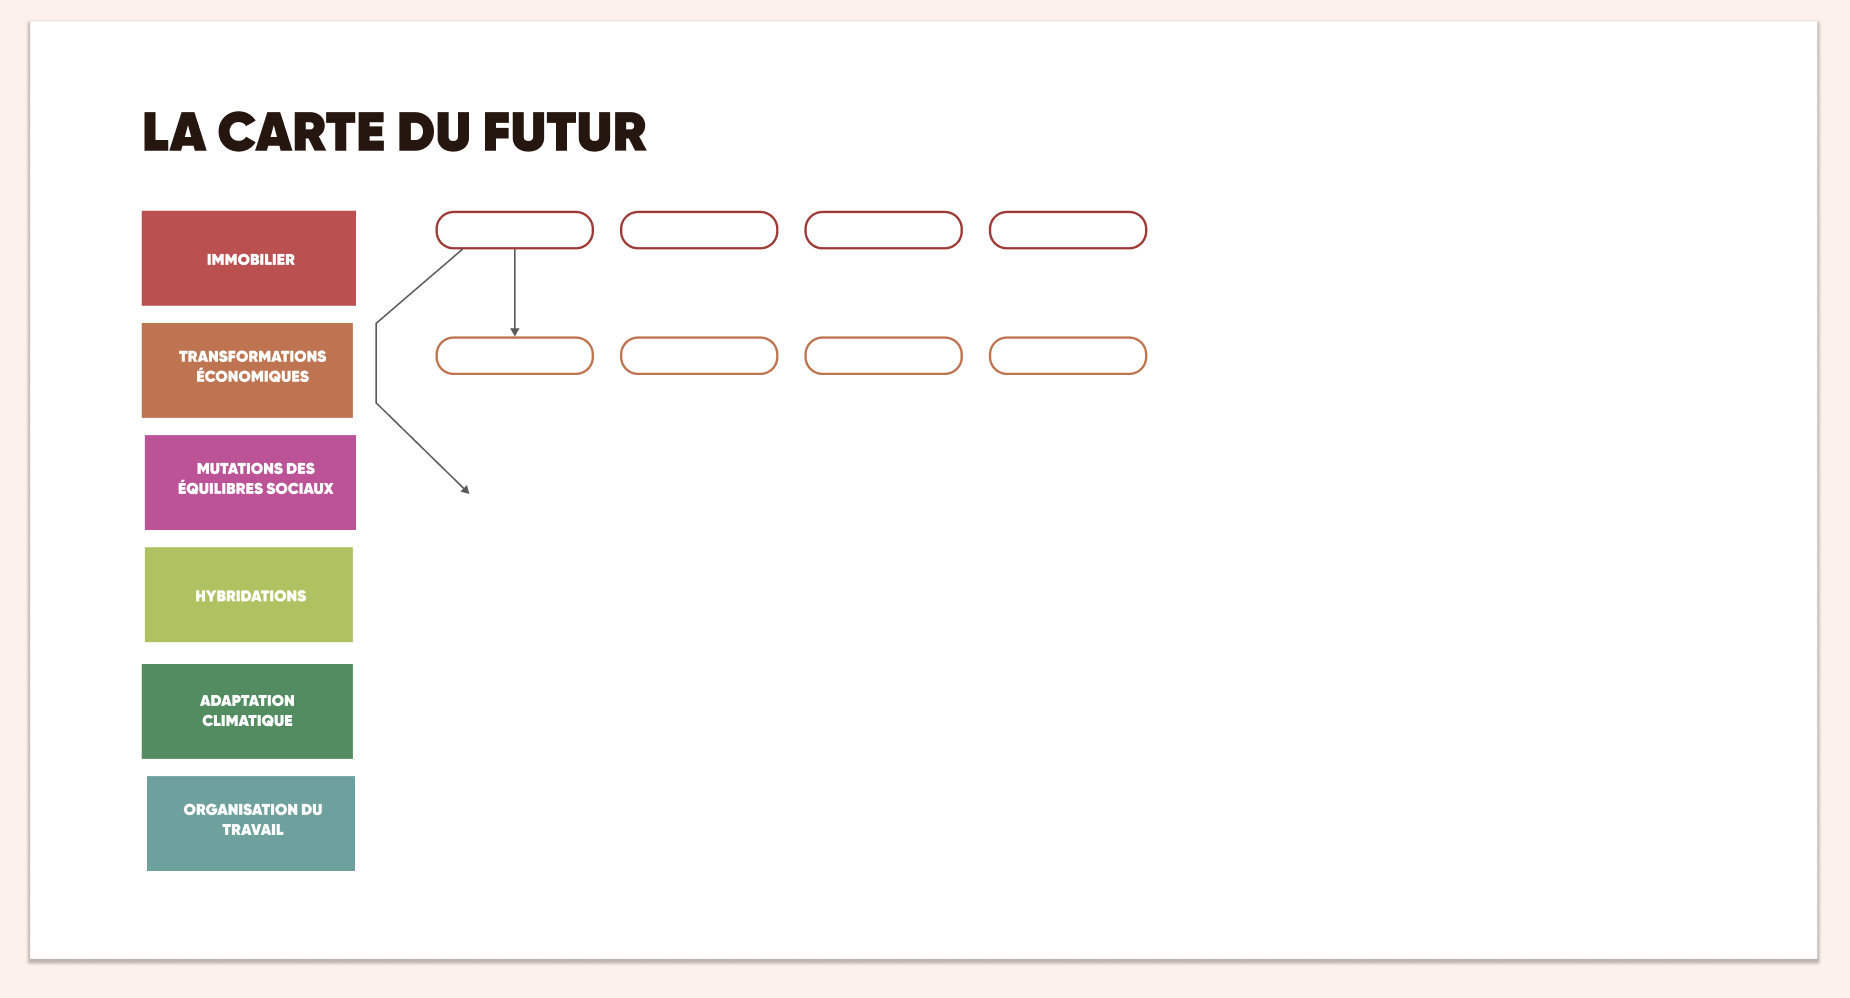 LA CARTE DU FUTUR
IMMOBILIER
TRANSFORMATIONS
ÉCONOMIQUES
MUTATIONS DES
ÉQUILIBRES SOCIAUX
HYBRIDATIONS
ADAPTATION
CLIMATIQUE
ORGANISATION DU
TRAVAIL